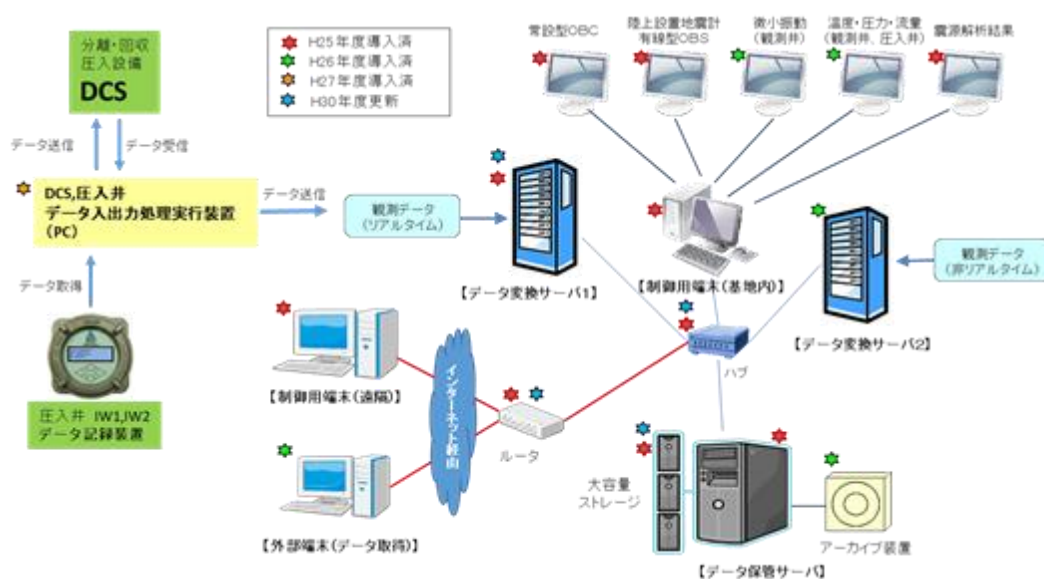 分離・回収
圧入設備
DCS
データ送信
データ受信
DCS,圧入井
データ入出力処理実行装置
(PC)
データ取得
圧入井 IW1,IW2
データ記録装置
H25年度導入済
H26年度導入済
H27年度導入済
H30年度更新
データ送信
観測データ
(リアルタイム)
【データ変換サーバ1】
常設型OBC
陸上設置地震計
有線型OBS
微小振動
(観測井)
温度・圧力・流量
(観測井、圧入井)
震源解析結果
【制御用端末(基地内)】
観測データ
(非リアルタイム)
【データ変換サーバ2】
ハブ
【制御用端末(遠隔)】
インターネット経由
ルータ
【外部端末(データ取得)】
大容量
ストレージ
アーカイブ装置
【データ保管サーバ】